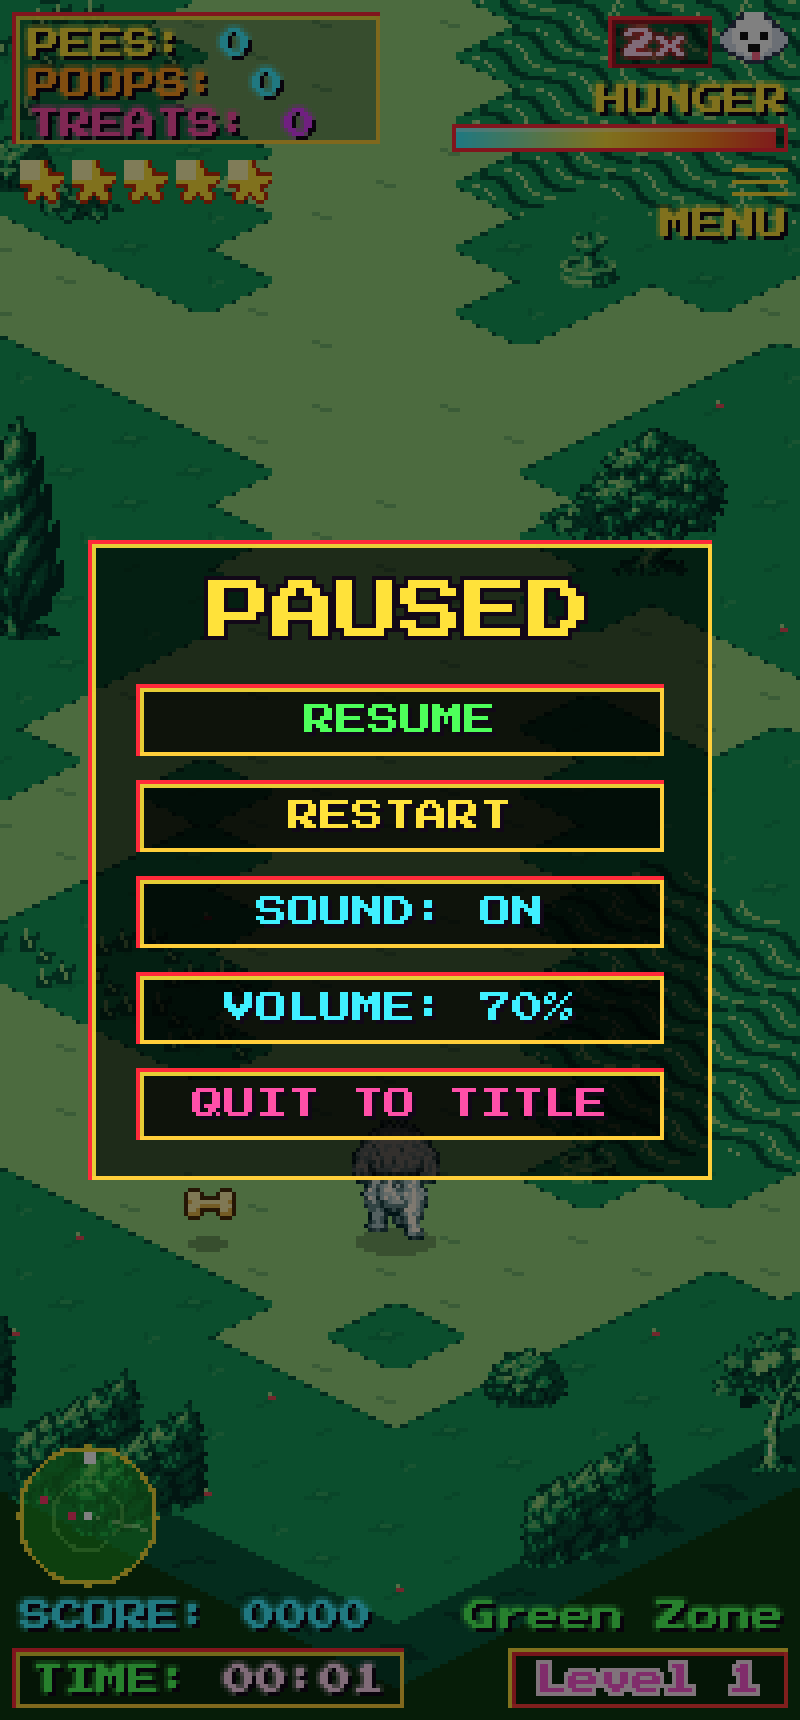 PEES: 0
2x
POOPS: 0
HUNGER
TREATS: 0
MENU
PAUSED
RESUME
RESTART
SOUND: ON
VOLUME: 70%
QUIT TO TITLE
SCORE: 0000
Green Zone
TIME: 00:01
Level 1